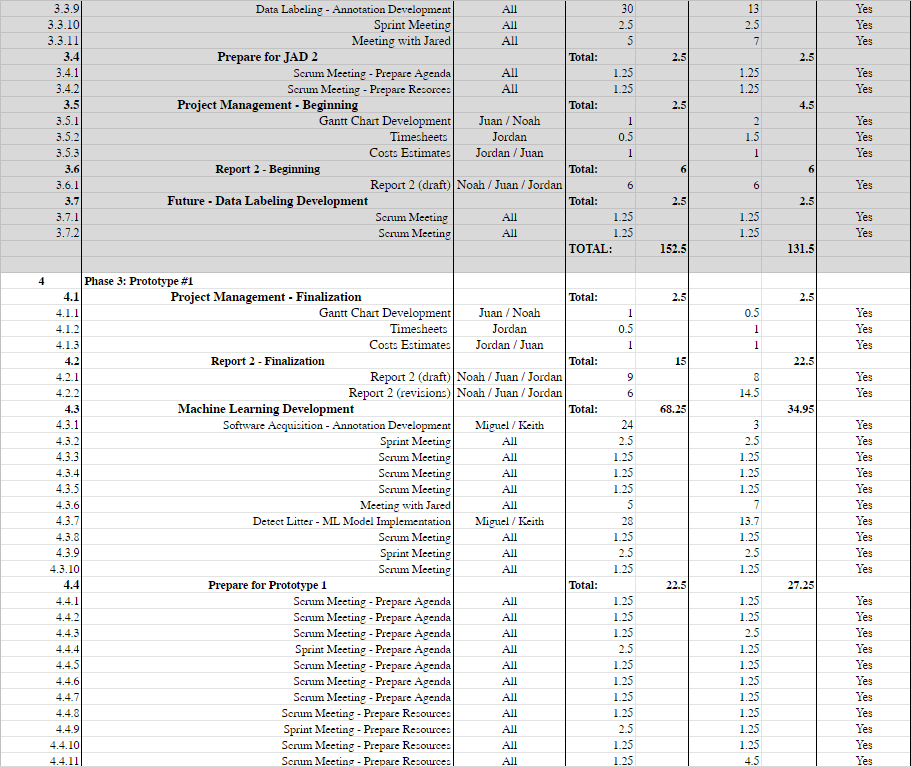 3.3.9 Data Labeling - Annotation Development All 30 13 Yes
3.3.10 Sprint Meeting All 2.5 2.5 Yes
3.3.11 Meeting with Jared All 5 7 Yes
3.4 Prepare for JAD 2 Total: 2.5 2.5
3.4.1 Scrum Meeting - Prepare Agenda All 1.25 1.25 Yes
3.4.2 Scrum Meeting - Prepare Resorces All 1.25 1.25 Yes
3.5 Project Management - Beginning Total: 2.5 4.5
3.5.1 Gantt Chart Development Juan / Noah 1 2 Yes
3.5.2 Timesheets Jordan 0.5 1.5 Yes
3.5.3 Costs Estimates Jordan / Juan 1 1 Yes
3.6 Report 2 - Beginning Total: 6 6
3.6.1 Report 2 (draft) Noah / Juan / Jordan 6 6 Yes
3.7 Future - Data Labeling Development Total: 2.5 2.5
3.7.1 Scrum Meeting All 1.25 1.25 Yes
3.7.2 Scrum Meeting All 1.25 1.25 Yes
TOTAL: 152.5 131.5
4 Phase 3: Prototype #1
4.1 Project Management - Finalization Total: 2.5 2.5
4.1.1 Gantt Chart Development Juan / Noah 1 0.5 Yes
4.1.2 Timesheets Jordan 0.5 1 Yes
4.1.3 Costs Estimates Jordan / Juan 1 1 Yes
4.2 Report 2 - Finalization Total: 15 22.5
4.2.1 Report 2 (draft) Noah / Juan / Jordan 9 8 Yes
4.2.2 Report 2 (revisions) Noah / Juan / Jordan 6 14.5 Yes
4.3 Machine Learning Development Total: 68.25 34.95
4.3.1 Software Acquisition - Annotation Development Miguel / Keith 24 3 Yes
4.3.2 Sprint Meeting All 2.5 2.5 Yes
4.3.3 Scrum Meeting All 1.25 1.25 Yes
4.3.4 Scrum Meeting All 1.25 1.25 Yes
4.3.5 Scrum Meeting All 1.25 1.25 Yes
4.3.6 Meeting with Jared All 5 7 Yes
4.3.7 Detect Litter - ML Model Implementation Miguel / Keith 28 13.7 Yes
4.3.8 Scrum Meeting All 1.25 1.25 Yes
4.3.9 Sprint Meeting All 2.5 2.5 Yes
4.3.10 Scrum Meeting All 1.25 1.25 Yes
4.4 Prepare for Prototype 1 Total: 22.5 27.25
4.4.1 Scrum Meeting - Prepare Agenda All 1.25 1.25 Yes
4.4.2 Scrum Meeting - Prepare Agenda All 1.25 1.25 Yes
4.4.3 Scrum Meeting - Prepare Agenda All 1.25 2.5 Yes
4.4.4 Sprint Meeting - Prepare Agenda All 2.5 1.25 Yes
4.4.5 Scrum Meeting - Prepare Agenda All 1.25 1.25 Yes
4.4.6 Scrum Meeting - Prepare Agenda All 1.25 1.25 Yes
4.4.7 Scrum Meeting - Prepare Agenda All 1.25 1.25 Yes
4.4.8 Scrum Meeting - Prepare Resources All 1.25 1.25 Yes
4.4.9 Sprint Meeting - Prepare Resources All 2.5 1.25 Yes
4.4.10 Scrum Meeting - Prepare Resources All 1.25 1.25 Yes
4.4.11 Scrum Meeting - Prepare Resources All 1.25 4.5 Yes